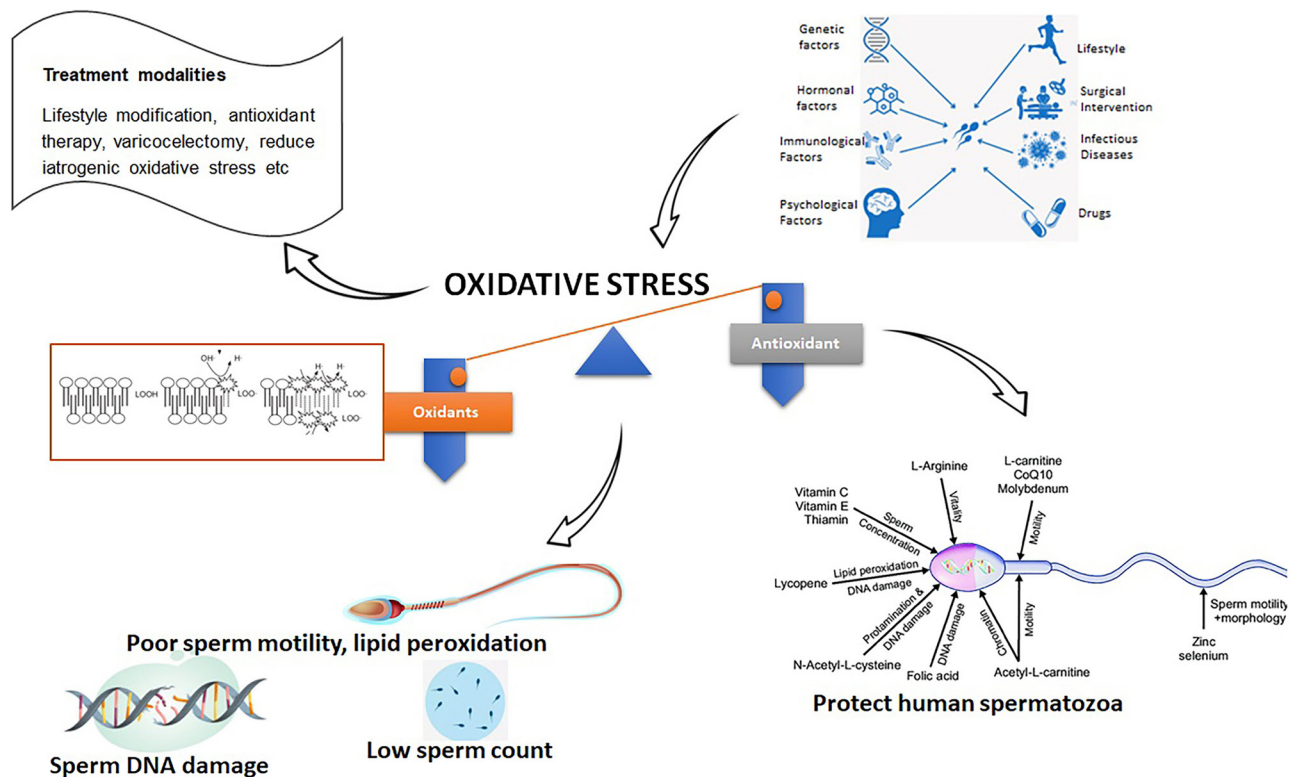 Treatment modalities
Lifestyle modification, antioxidant
therapy, varicocelectomy, reduce
iatrogenic oxidative stress etc
Genetic
factors
Lifestyle
Hormonal
factors
Surgical
Intervention
Immunological
Factors
Infectious
Diseases
Psychological
Factors
Drugs
OXIDATIVE STRESS
Antioxidant
Oxidants
OH·
H·
LOOH
LOO·
H·
H·
LOO·
LOO·
L-Arginine
Vitality
L-carnitine
CoQ10
Molybdenum
Motility
Vitamin C
Vitamin E
Thiamin
Sperm
Concentration
Lycopene
Lipid peroxidation
DNA damage
Protamination &
DNA damage
N-Acetyl-L-cysteine
DNA damage
Folic acid
Chromatin
Motility
Acetyl-L-carnitine
Sperm motility
+morphology
Zinc
selenium
Protect human spermatozoa
Poor sperm motility, lipid peroxidation
Sperm DNA damage
Low sperm count